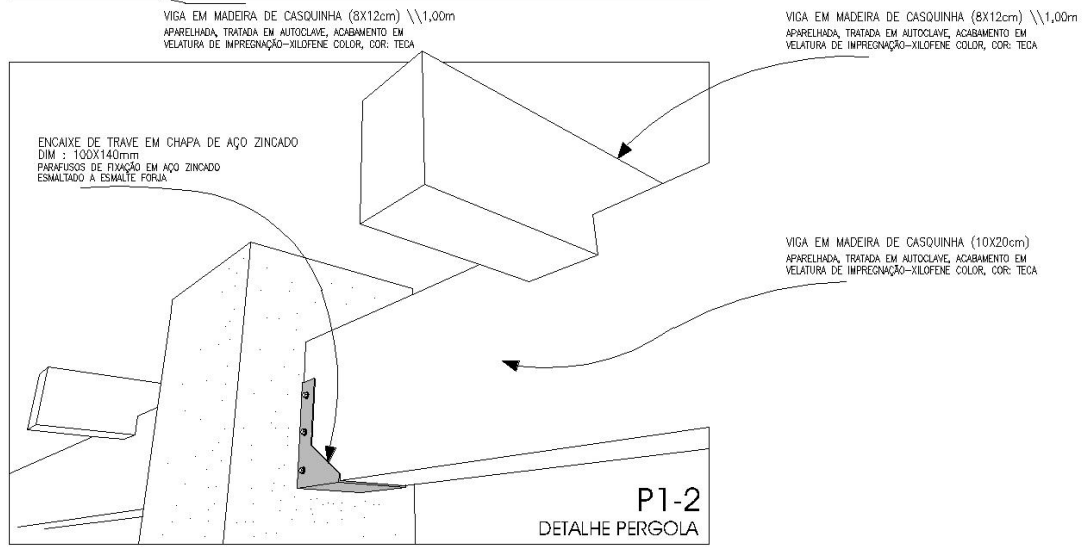 VIGA EM MADEIRA DE CASQUINHA (8X12cm) \\1,00m
APARELHADA, TRATADA EM AUTOCLAVE, ACABAMENTO EM
VELATURA DE IMPREGNAÇÃO-XILOFENE COLOR, COR: TECA
VIGA EM MADEIRA DE CASQUINHA (8X12cm) \\1,00m
APARELHADA, TRATADA EM AUTOCLAVE, ACABAMENTO EM
VELATURA DE IMPREGNAÇÃO-XILOFENE COLOR, COR: TECA
ENCAIXE DE TRAVE EM CHAPA DE AÇO ZINCADO
DIM : 100X140mm
PARAFUSOS DE FIXAÇÃO EM AÇO ZINCADO
ESMALTADO A ESMALTE FORJA
VIGA EM MADEIRA DE CASQUINHA (10X20cm)
APARELHADA, TRATADA EM AUTOCLAVE, ACABAMENTO EM
VELATURA DE IMPREGNAÇÃO-XILOFENE COLOR, COR: TECA
P1-2
DETALHE PERGOLA